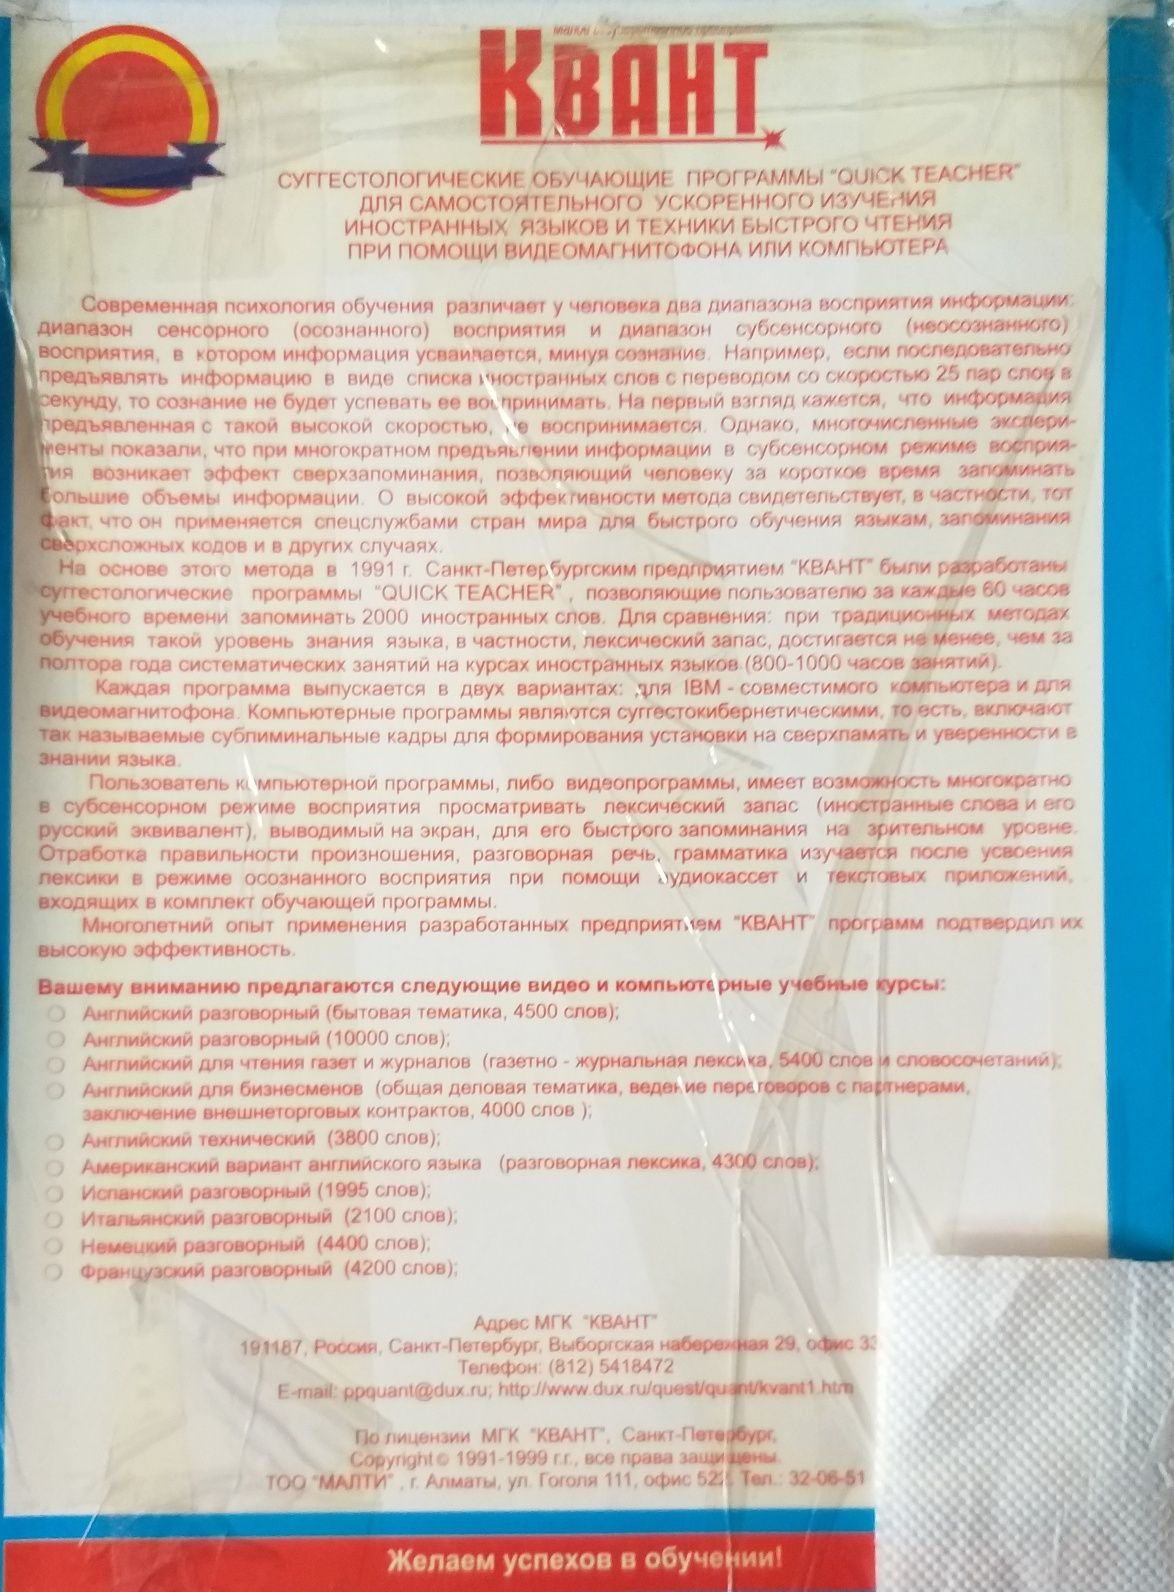 КВАНТ
СУГГЕСТОЛОГИЧЕСКИЕ ОБУЧАЮЩИЕ ПРОГРАММЫ "QUICK TEACHER"
ДЛЯ САМОСТОЯТЕЛЬНОГО УСКОРЕННОГО ИЗУЧЕНИЯ
ИНОСТРАННЫХ ЯЗЫКОВ И ТЕХНИКИ БЫСТРОГО ЧТЕНИЯ
ПРИ ПОМОЩИ ВИДЕОМАГНИТОФОНА ИЛИ КОМПЬЮТЕРА
Современная психология обучения различает у человека два диапазона восприятия информации:
диапазон сенсорного (осознанного) восприятия и диапазон субсенсорного (неосознанного)
восприятия, в котором информация усваивается, минуя сознание. Например, если последовательно
предъявлять информацию в виде списка иностранных слов с переводом со скоростью 25 пар слов в
секунду, то сознание не будет успевать ее воспринимать. На первый взгляд кажется, что информация
предъявленная с такой высокой скоростью, не воспринимается. Однако, многочисленные экспери-
менты показали, что при многократном предъявлении информации в субсенсорном режиме восприя-
тия возникает эффект сверхзапоминания, позволяющий человеку за короткое время запоминать
большие объемы информации. О высокой эффективности метода свидетельствует, в частности, тот
факт, что он применяется спецслужбами стран мира для быстрого обучения языкам, запоминания
сверхсложных кодов и в других случаях.
На основе этого метода в 1991 г. Санкт-Петербургским предприятием "КВАНТ" были разработаны
суггестологические программы "QUICK TEACHER", позволяющие пользователю за каждые 60 часов
учебного времени запоминать 2000 иностранных слов. Для сравнения: при традиционных методах
обучения такой уровень знания языка, в частности, лексический запас, достигается не менее, чем за
полтора года систематических занятий на курсах иностранных языков (800-1000 часов занятий).
Каждая программа выпускается в двух вариантах: для IBM - совместимого компьютера и для
видеомагнитофона. Компьютерные программы являются суггестокибернетическими, то есть, включают
так называемые сублиминальные кадры для формирования установки на сверхпамять и уверенности в
знании языка.
Пользователь компьютерной программы, либо видеопрограммы, имеет возможность многократно
в субсенсорном режиме восприятия просматривать лексический запас (иностранные слова и его
русский эквивалент), выводимый на экран, для его быстрого запоминания на зрительном уровне.
Отработка правильности произношения, разговорная речь, грамматика изучается после усвоения
лексики в режиме осознанного восприятия при помощи аудиокассет и текстовых приложений,
входящих в комплект обучающей программы.
Многолетний опыт применения разработанных предприятием "КВАНТ" программ подтвердил их
высокую эффективность.
Вашему вниманию предлагаются следующие видео и компьютерные учебные курсы:
Английский разговорный (бытовая тематика, 4500 слов);
Английский разговорный (10000 слов);
Английский для чтения газет и журналов (газетно - журнальная лексика, 5400 слов и словосочетаний);
Английский для бизнесменов (общая деловая тематика, ведение переговоров с партнерами,
заключение внешнеторговых контрактов, 4000 слов );
Английский технический (3800 слов);
Американский вариант английского языка (разговорная лексика, 4300 слов);
Испанский разговорный (1995 слов);
Итальянский разговорный (2100 слов);
Немецкий разговорный (4400 слов);
Французский разговорный (4200 слов);
Адрес МГК "КВАНТ"
191187, Россия, Санкт-Петербург, Выборгская набережная 29, офис
Телефон: (812) 5418472
E-mail: ppquant@dux.ru; http://www.dux.ru/quest/quant/kvant1.htm
По лицензии МГК "КВАНТ", Санкт-Петербург,
Copyright © 1991-1999 г.г., все права защищены.
ТОО "МАЛТИ" , г. Алматы, ул. Гоголя 111, офис 522. Тел.: 32-06-51
Желаем успехов в обучении!